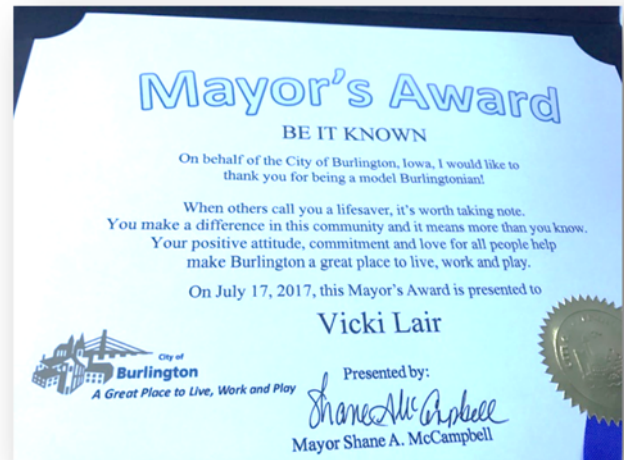 Mayor's Award
BE IT KNOWN
On behalf of the City of Burlington, Iowa, I would like to
thank you for being a model Burlingtonian!
When others call you a lifesaver, it's worth taking note.
You make a difference in this community and it means more than you know.
Your positive attitude, commitment and love for all people help
make Burlington a great place to live, work and play.
On July 17, 2017, this Mayor's Award is presented to
Vicki Lair
City of
Burlington
A Great Place to Live, Work and Play
Presented by:
Shane A McCampbell
Mayor Shane A. McCampbell